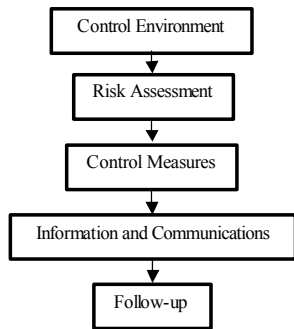 Control Environment
Risk Assessment
Control Measures
Information and Communications
Follow-up